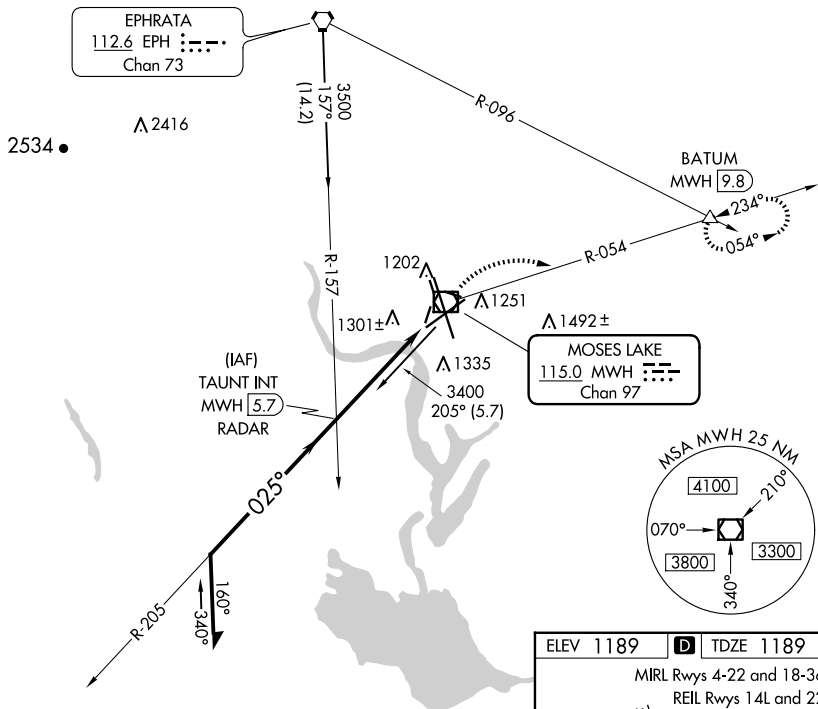 EPHRATA
112.6 EPH
Chan 73
3500
157°
(14.2)
R-096
2416
2534
BATUM
MWH 9.8
234°
054°
R-157
R-054
1202
1251
1301±
1492±
(IAF)
TAUNT INT
MWH 5.7
RADAR
1335
MOSES LAKE
115.0 MWH
Chan 97
3400
205° (5.7)
025°
MSA MWH 25 NM
4100
210°
070°
3800
3300
340°
160°
340°
R-205
ELEV 1189 D TDZE 1189
MIRL Rwys 4-22 and
REIL Rwys 14L and